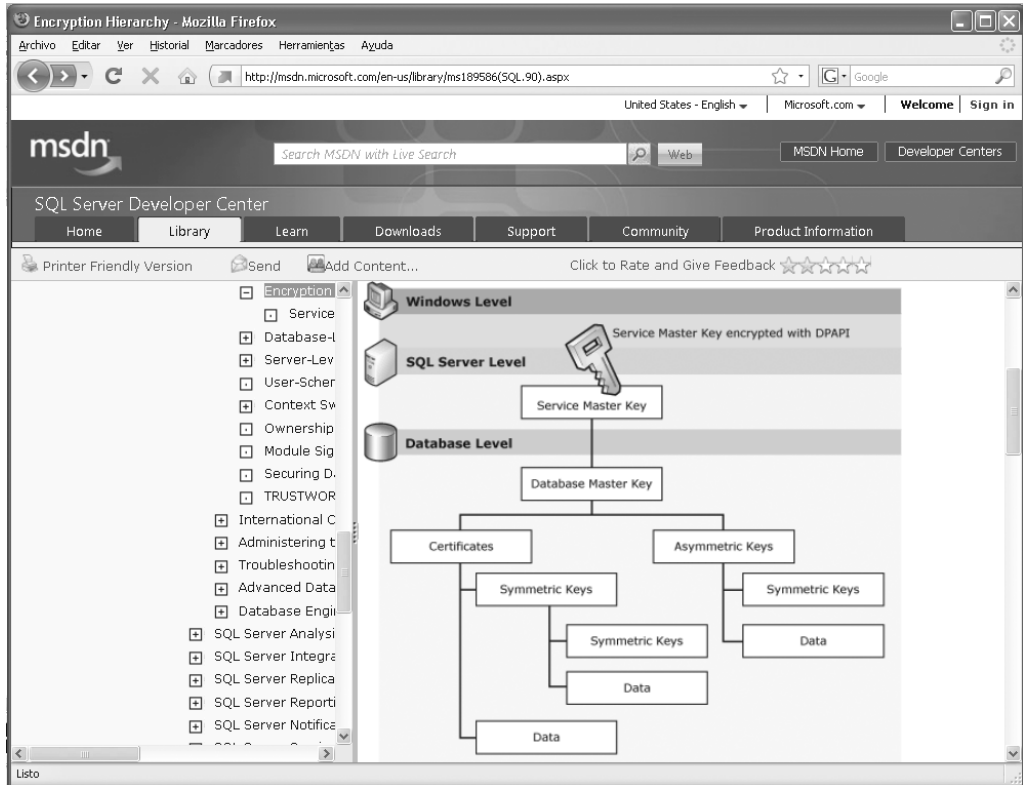 Encryption Hierarchy - Mozilla Firefox
Archivo Editar Ver Historial Marcadores Herramientas Ayuda
http://msdn.microsoft.com/en-us/library/ms189586(SQL.90).aspx
G Google
United States - English Microsoft.com Welcome Sign in
msdn
Search MSDN with Live Search
Web
MSDN Home
Developer Centers
SQL Server Developer Center
Home Library Learn Downloads Support Community Product Information
Printer Friendly Version Send Add Content... Click to Rate and Give Feedback
Encryption
Service
Database-L
Server-Lev
User-Scher
Context Sw
Ownership
Module Sig
Securing D
TRUSTWOR
International C
Administering t
Troubleshootin
Advanced Data
Database Engi
SQL Server Analysi
SQL Server Integra
SQL Server Replica
SQL Server Reporti
SQL Server Notifica
Windows Level
Service Master Key encrypted with DPAPI
SQL Server Level
Service Master Key
Database Level
Database Master Key
Certificates
Asymmetric Keys
Symmetric Keys
Symmetric Keys
Symmetric Keys
Data
Data
Data
Listo